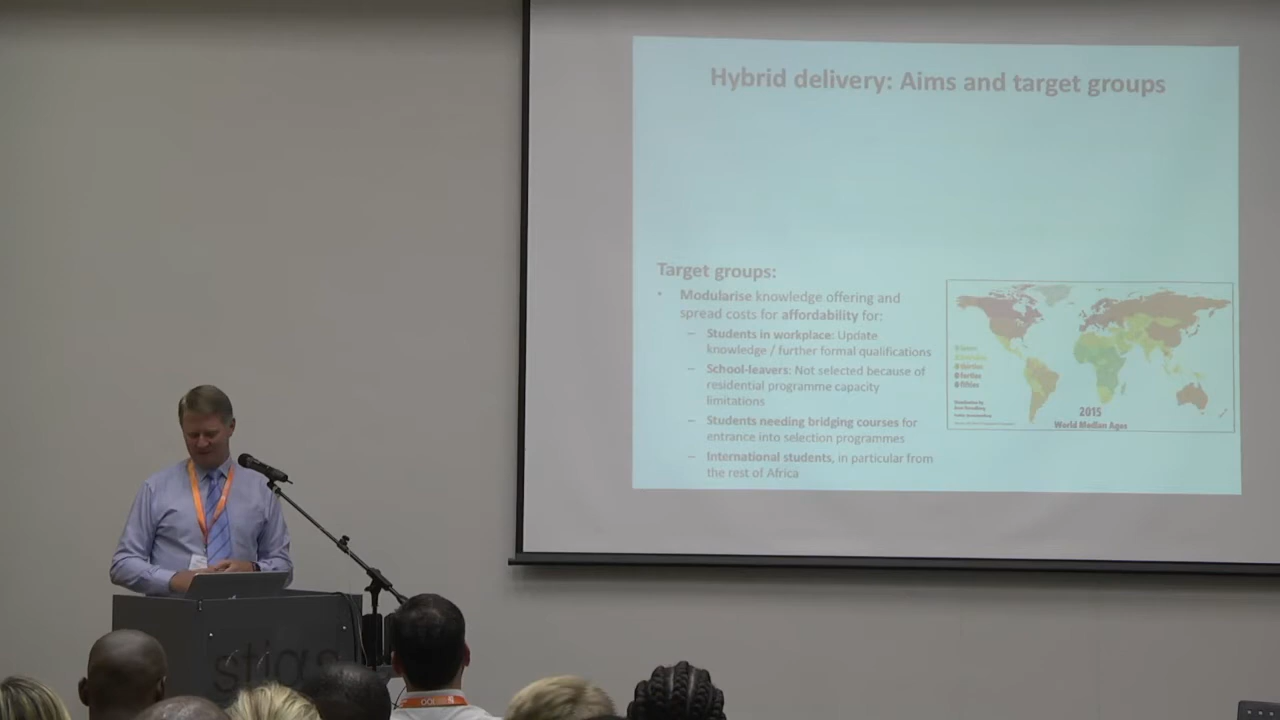 Hybrid delivery: Aims and target groups
Target groups:
• Modularise knowledge offering and
spread costs for affordability for:
– Students in workplace: Update
knowledge / further formal qualifications
– School-leavers: Not selected because of
residential programme capacity
limitations
– Students needing bridging courses for
entrance into selection programmes
– International students, in particular from
the rest of Africa
2015
World Median Ages
stias